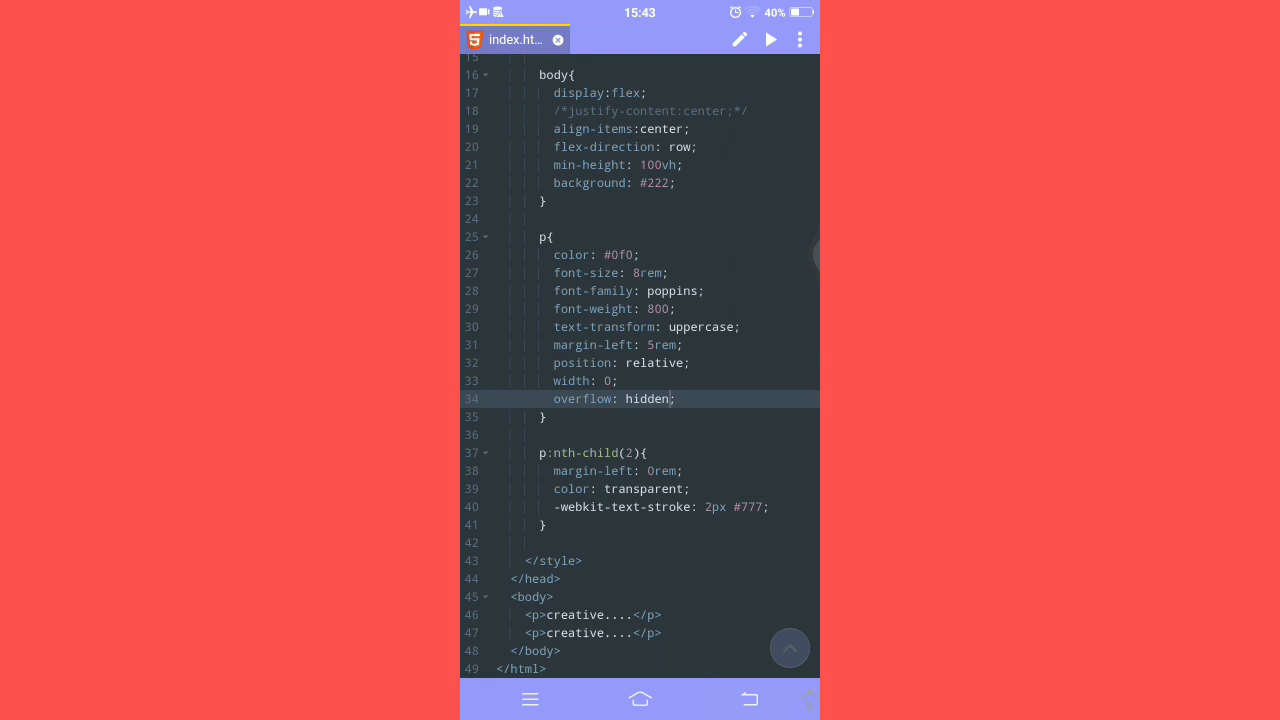 15:43
40%
index.ht...
15
16 body{
17 display:flex;
18 /*justify-content:center;*/
19 align-items:center;
20 flex-direction: row;
21 min-height: 100vh;
22 background: #222;
23 }
24
25 p{
26 color: #0f0;
27 font-size: 8rem;
28 font-family: poppins;
29 font-weight: 800;
30 text-transform: uppercase;
31 margin-left: 5rem;
32 position: relative;
33 width: 0;
34 overflow: hidden;
35 }
36
37 p:nth-child(2){
38 margin-left: 0rem;
39 color: transparent;
40 -webkit-text-stroke: 2px #777;
41 }
42
43 </style>
44 </head>
45 <body>
46 <p>creative....</p>
47 <p>creative....</p>
48 </body>
49 </html>